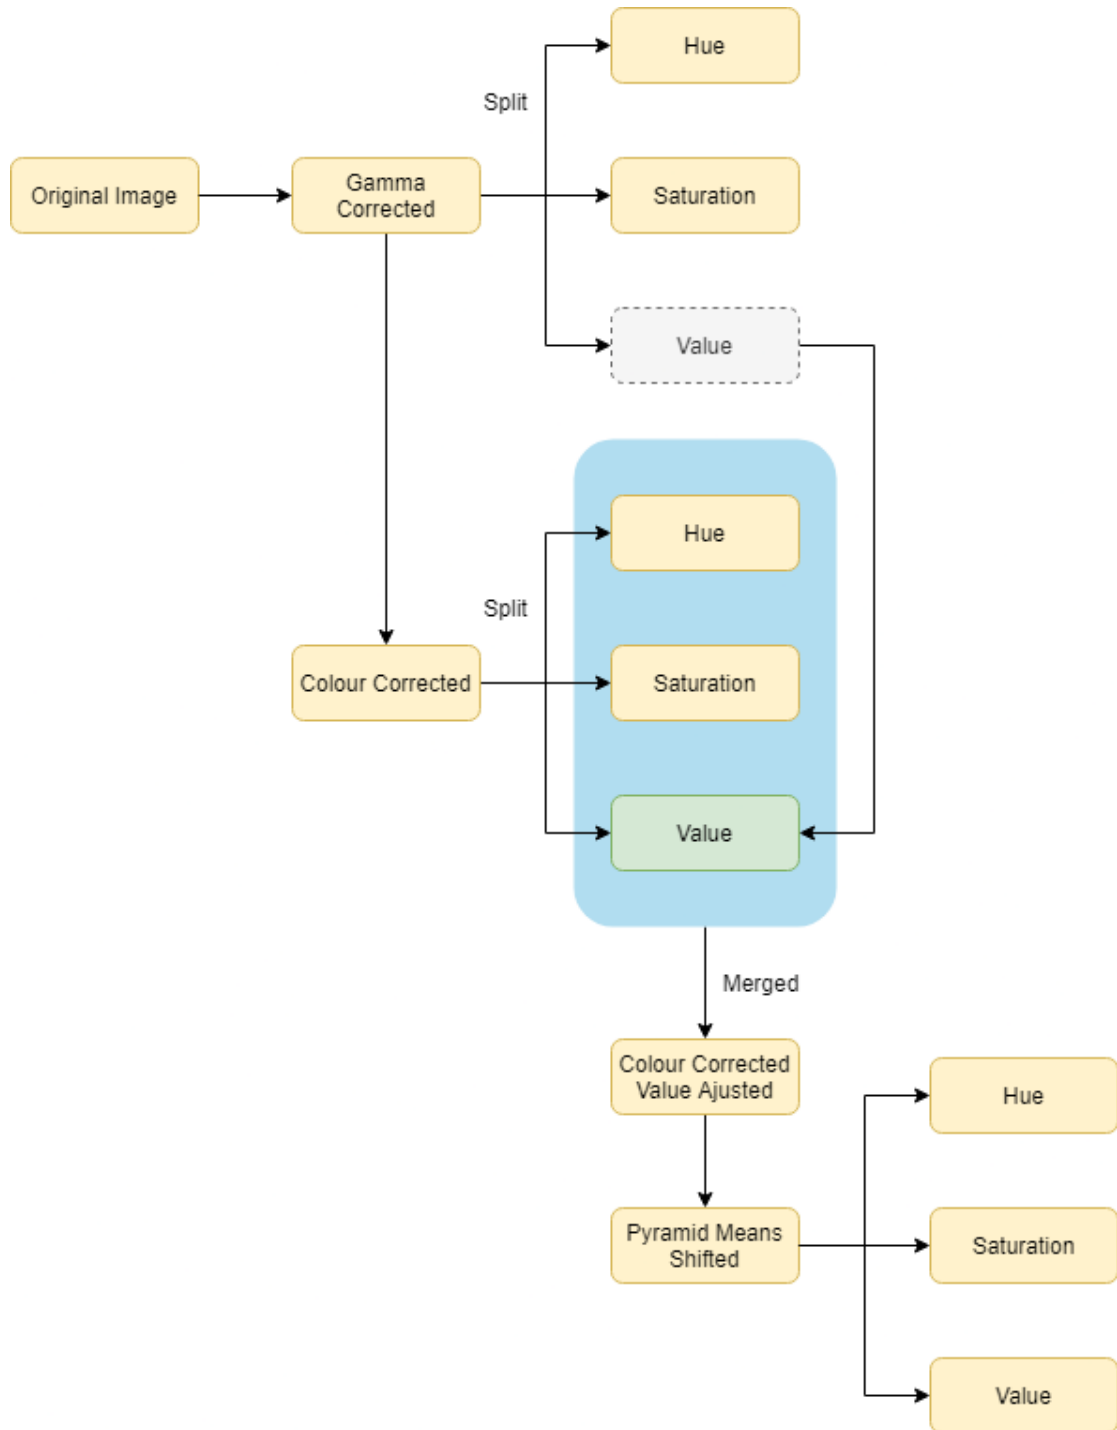 Hue
Split
Original Image
Gamma
Corrected
Saturation
Value
Hue
Split
Colour Corrected
Saturation
Value
Merged
Colour Corrected
Value Ajusted
Hue
Pyramid Means
Shifted
Saturation
Value